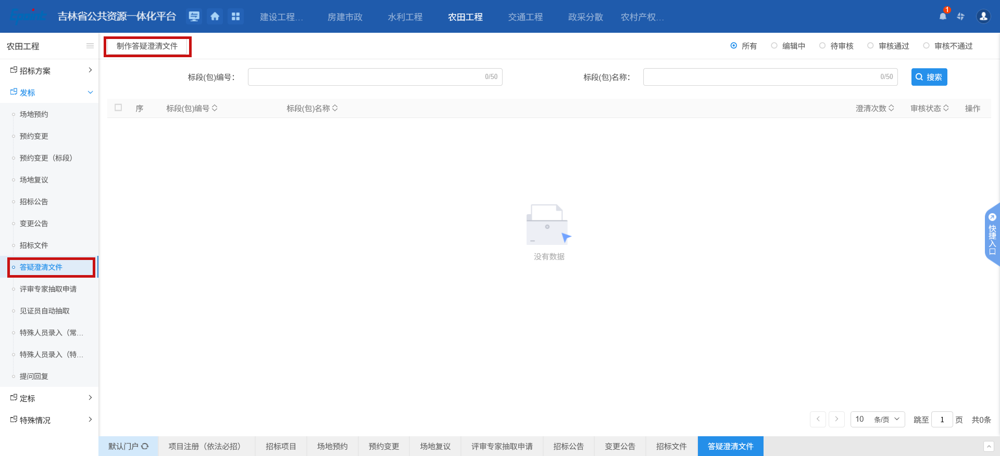 Epoint 吉林省公共资源一体化平台 建设工程... 房建市政 水利工程 农田工程 交通工程 政采分散 农村产权... 1
农田工程
制作答疑澄清文件 所有 编辑中 待审核 审核通过 审核不通过
招标方案
标段(包)编号： 0/50 标段(包)名称： 0/50 搜索
发标
序 标段(包)编号 标段(包)名称 澄清次数 审核状态 操作
场地预约
预约变更
预约变更（标段）
场地复议
招标公告
变更公告
招标文件
答疑澄清文件
评审专家抽取申请
见证员自动抽取
特殊人员录入（常...
特殊人员录入（特...
提问回复
定标
特殊情况
没有数据
快捷入口
10 条/页 跳至 1 页 共0条
默认门户 项目注册（依法必招） 招标项目 场地预约 预约变更 场地复议 评审专家抽取申请 招标公告 变更公告 招标文件 答疑澄清文件